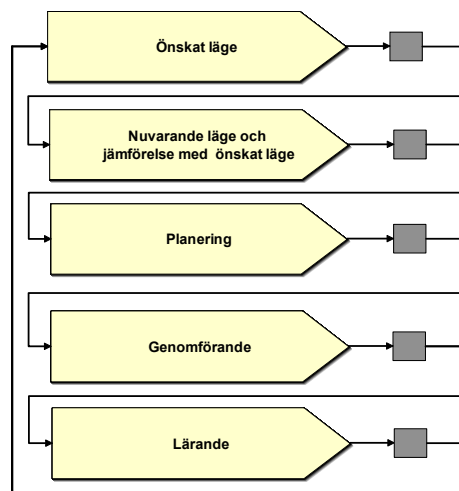 Önskat läge
Nuvarande läge och
jämförelse med önskat läge
Planering
Genomförande
Lärande